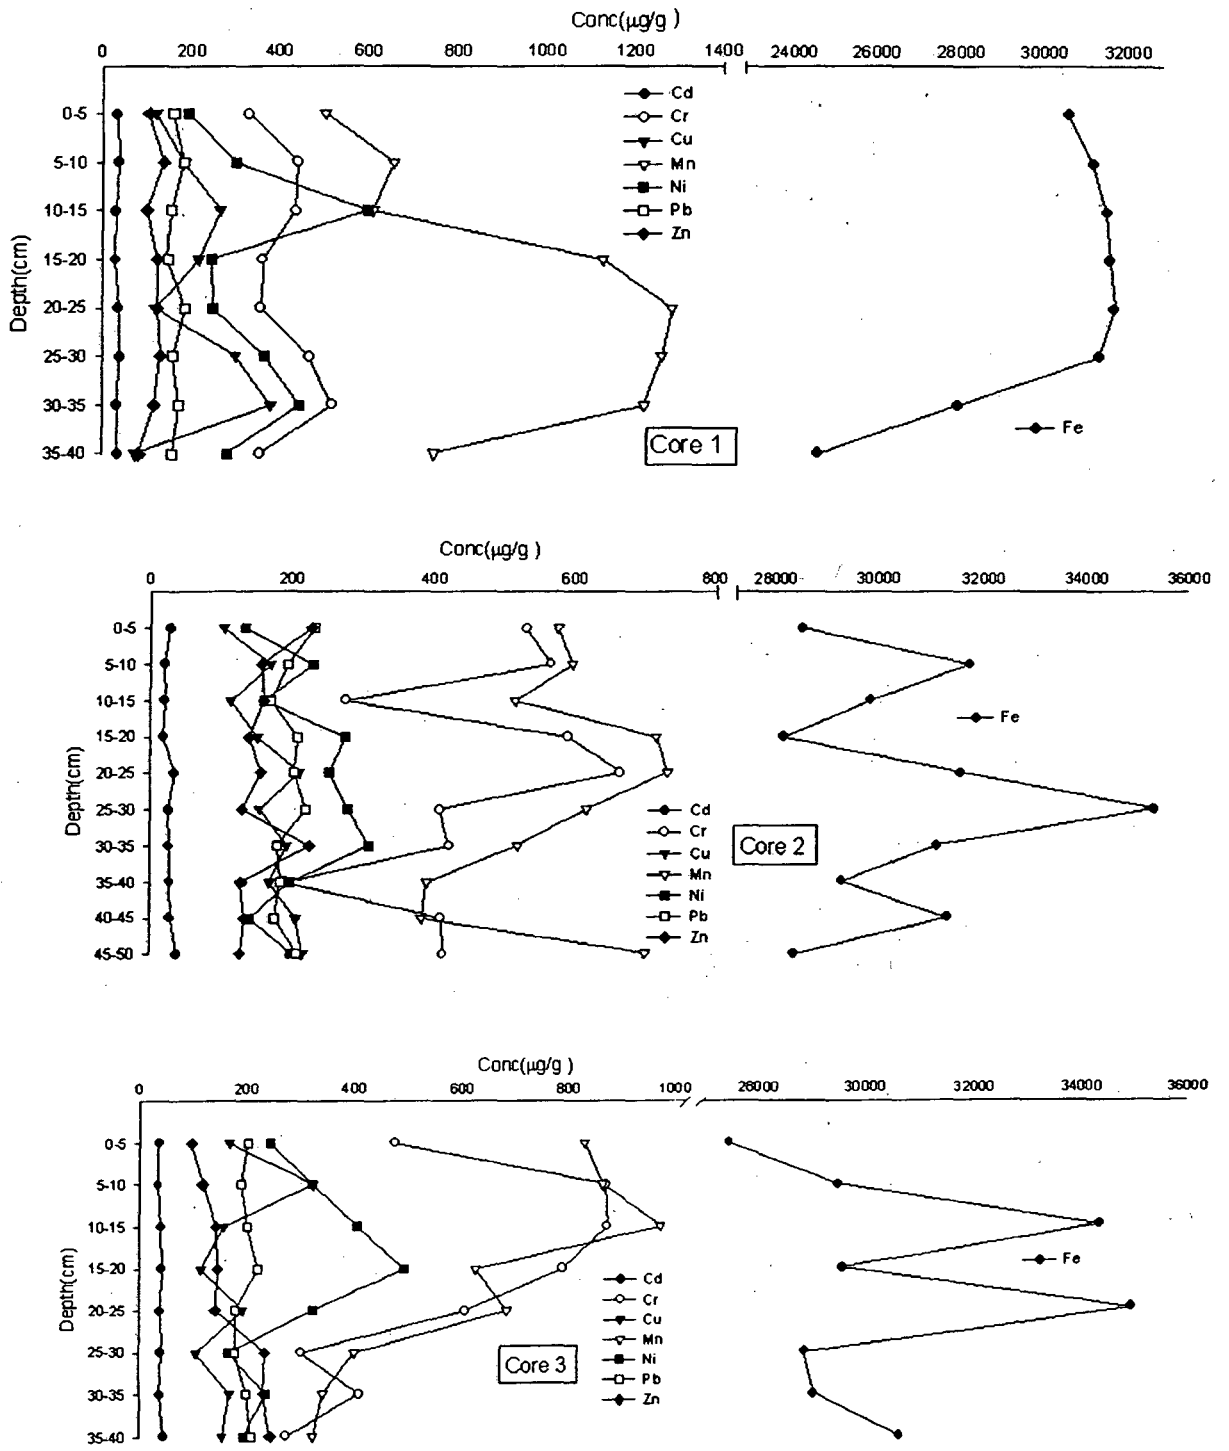 Conc(µg/g)
0 200 400 600 800 1000 1200 1400 24000 26000 28000 30000 32000
Cd
0-5
Cr
Cu
5-10
Mn
Ni
10-15
Pb
Zn
15-20
Depth(cm)
20-25
25-30
30-35
Fe
Core 1
35-40
Conc(µg/g)
0 200 400 600 800 28000 30000 32000 34000 36000
0-5
5-10
10-15
Fe
15-20
20-25
Depth(cm)
25-30
Cd
Cr
30-35
Core 2
Cu
Mn
35-40
Ni
40-45
Pb
Zn
45-50
Conc(µg/g)
0 200 400 600 800 1000 26000 28000 30000 32000 34000 36000
0-5
5-10
10-15
Fe
15-20
Cd
Depth(cm)
Cr
20-25
Cu
Mn
25-30
Core 3
Ni
Pb
30-35
Zn
35-40